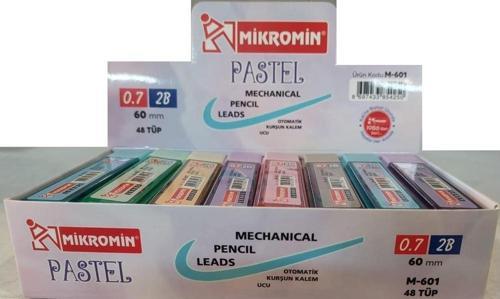 MİKROMİN®
PASTEL
MECHANICAL
PENCIL
LEADS
OTOMATİK
KURŞUN KALEM
UCU
0.7 2B
60 mm
48 TÜP
Ürün Kodu: M-601
MİKROMİN®
PASTEL
MECHANICAL
PENCIL
LEADS
OTOMATİK
KURŞUN KALEM
UCU
0.7 2B
60 mm
M-601
48 TÜP